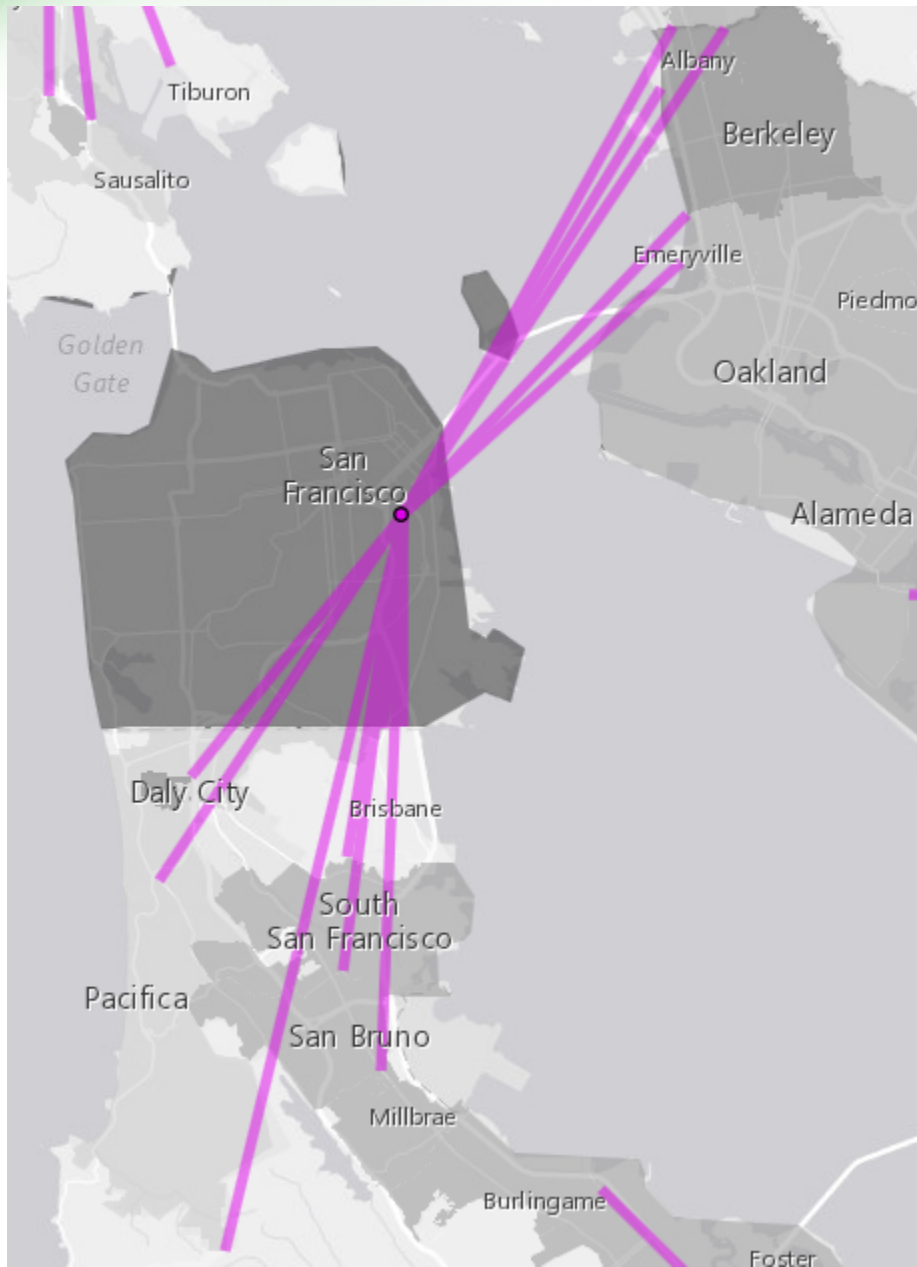 Albany
Tiburon
Berkeley
Sausalito
Emeryville
Piedmo
Golden
Gate
Oakland
San
Francisco
Alameda
Daly City
Brisbane
South
San Francisco
Pacifica
San Bruno
Millbrae
Burlingame
Foster